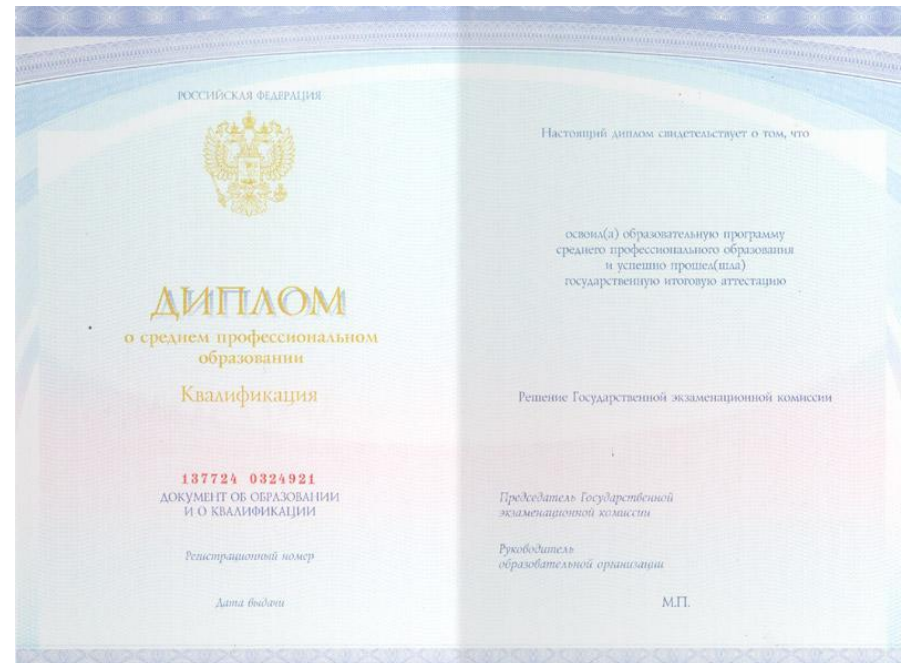 РОССИЙСКАЯ ФЕДЕРАЦИЯ
ДИПЛОМ
о среднем профессиональном
образовании
Квалификация
137724 0324921
ДОКУМЕНТ ОБ ОБРАЗОВАНИИ
И О КВАЛИФИКАЦИИ
Регистрационный номер
Дата выдачи
Настоящий диплом свидетельствует о том, что
освоил(а) образовательную программу
среднего профессионального образования
и успешно прошел(шла)
государственную итоговую аттестацию
Решение Государственной экзаменационной комиссии
Председатель Государственной
экзаменационной комиссии
Руководитель
образовательной организации
М.П.